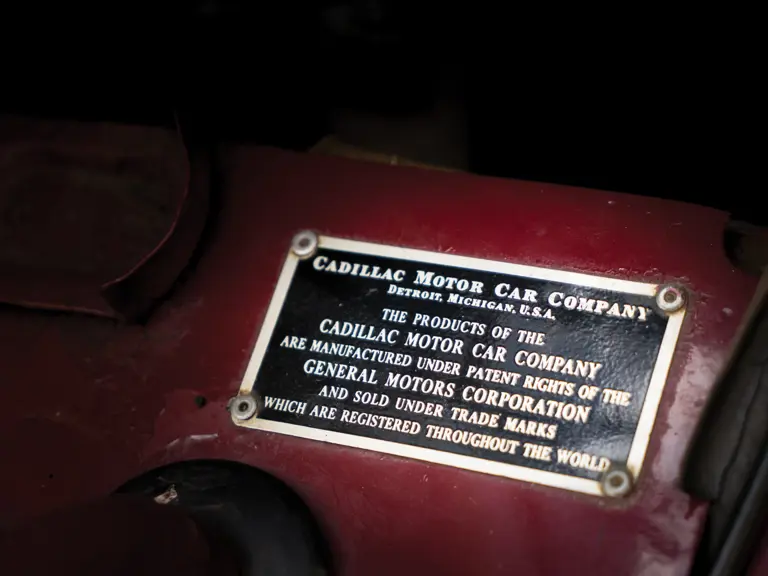 CADILLAC MOTOR CAR COMPANY
DETROIT, MICHIGAN, U.S.A.
THE PRODUCTS OF THE
CADILLAC MOTOR CAR COMPANY
ARE MANUFACTURED UNDER PATENT RIGHTS OF THE
GENERAL MOTORS CORPORATION
AND SOLD UNDER TRADE MARKS
WHICH ARE REGISTERED THROUGHOUT THE WORLD